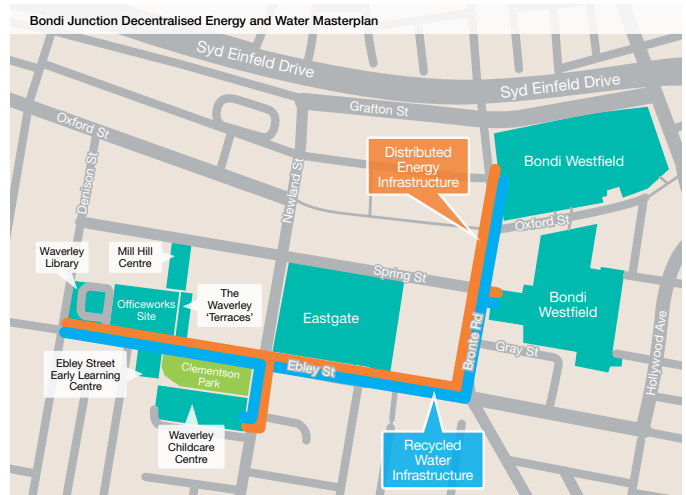 Bondi Junction Decentralised Energy and Water Masterplan
Syd Einfeld Drive
Syd Einfeld Drive
Grafton St
Oxford St
Distributed
Energy
Infrastructure
Bondi Westfield
Denison St
Newland St
Oxford St
Waverley
Library
Mill Hill
Centre
Spring St
Officeworks
Site
The
Waverley
‘Terraces’
Eastgate
Bondi
Westfield
Bronte Rd
Hollywood Ave
Gray St
Ebley Street
Early Learning
Centre
Clementson
Park
Ebley St
Waverley
Childcare
Centre
Recycled
Water
Infrastructure